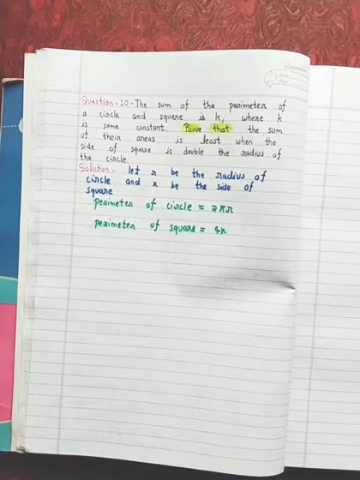 Question-10- The sum of the perimeter of
a circle and square is k, where k
is some constant. Prove that the sum
of their areas is least when the
side of square is double the radius of
the circle.
Solution- let r be the radius of
circle and x be the side of
square
perimeter of circle = 2πr
perimeter of square = 4x